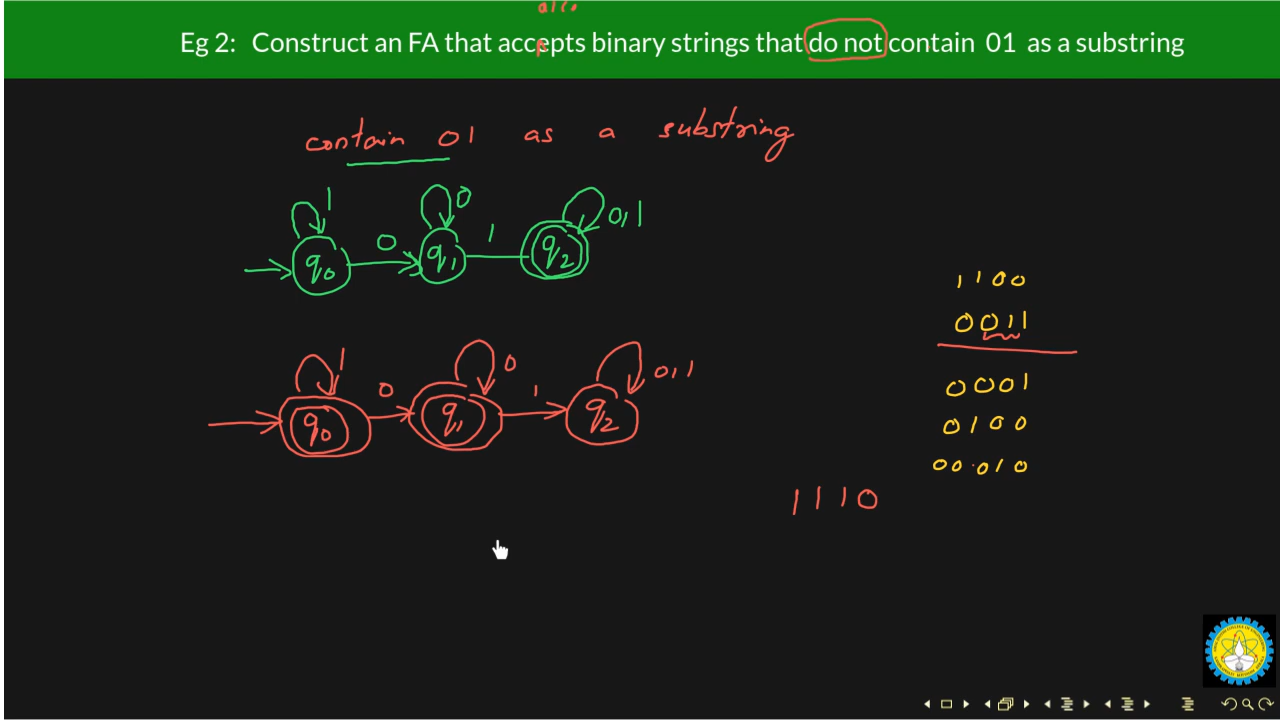 Eg 2: Construct an FA that accepts binary strings that do not contain 01 as a substring
contain 01 as a substring
1 0 0,1
0 1
q0 q1 q2
1 0 0,1
0 1
q0 q1 q2
1100
0011
0001
0100
00010
1110